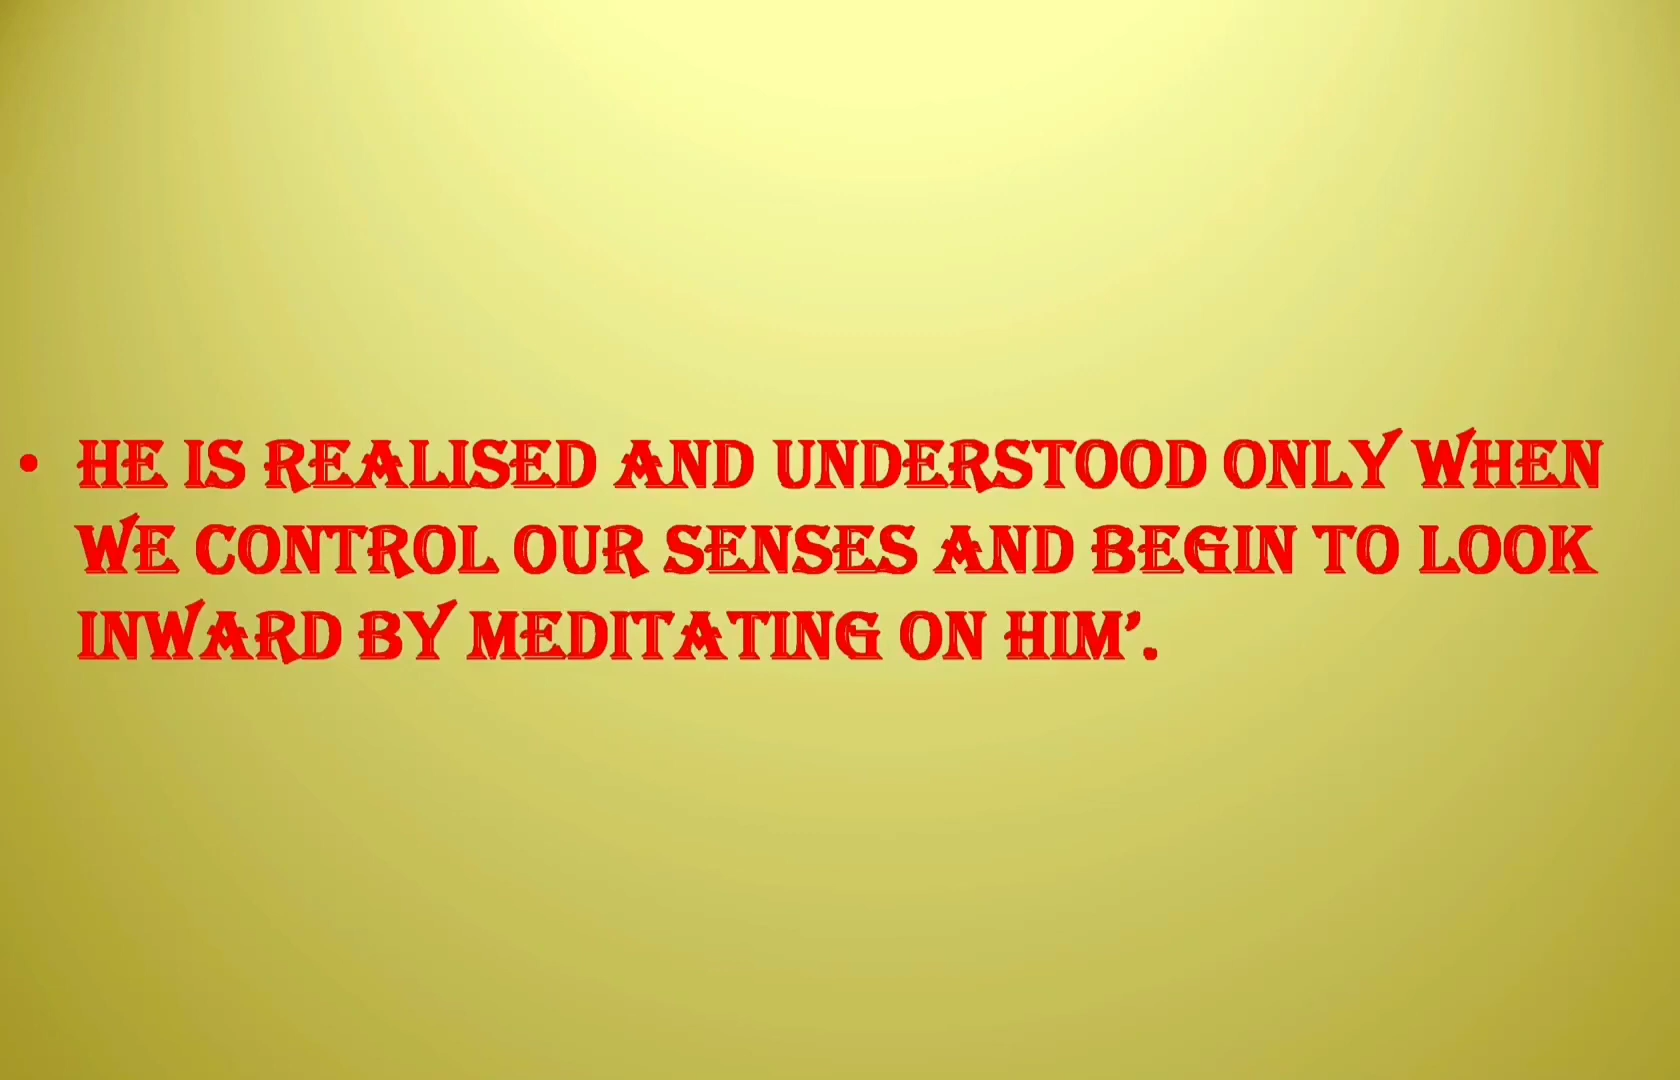 • HE IS REALISED AND UNDERSTOOD ONLY WHEN
WE CONTROL OUR SENSES AND BEGIN TO LOOK
INWARD BY MEDITATING ON HIM’.